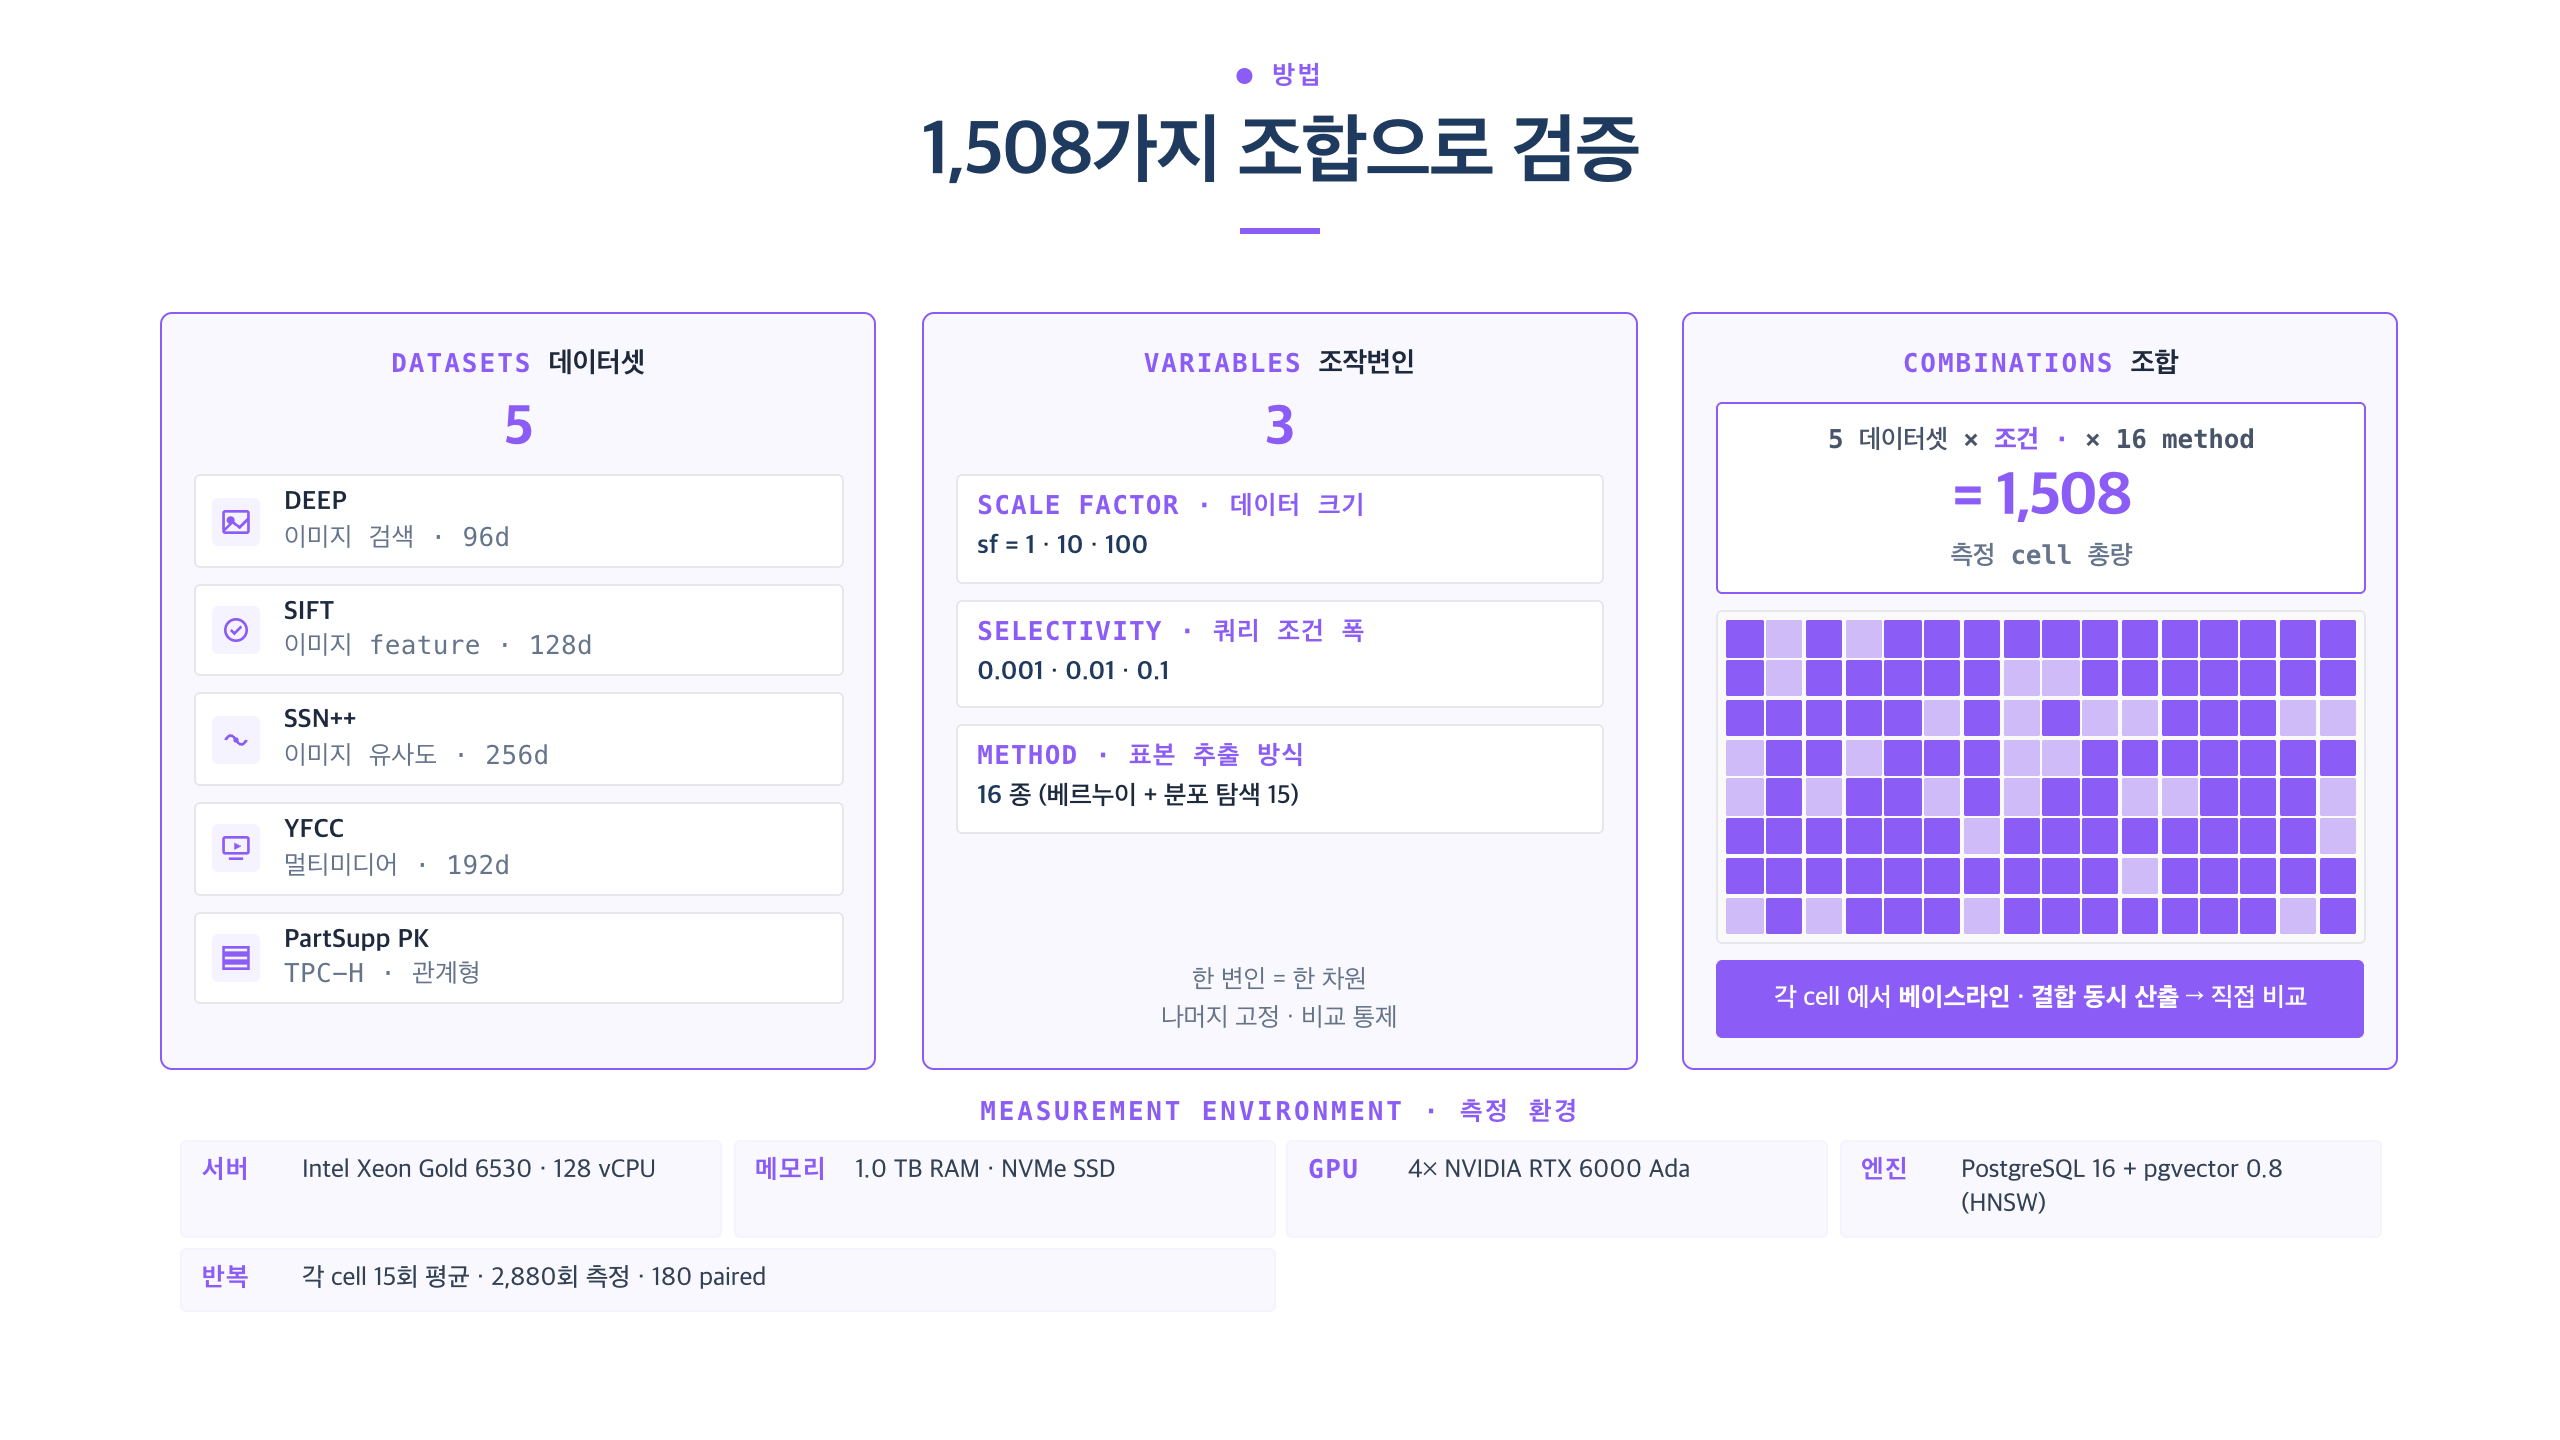 방법
1,508가지 조합으로 검증
DATASETS 데이터셋
5
DEEP
이미지 검색 · 96d
SIFT
이미지 feature · 128d
SSN++
이미지 유사도 · 256d
YFCC
멀티미디어 · 192d
PartSupp PK
TPC-H · 관계형
VARIABLES 조작변인
3
SCALE FACTOR · 데이터 크기
sf = 1 · 10 · 100
SELECTIVITY · 쿼리 조건 폭
0.001 · 0.01 · 0.1
METHOD · 표본 추출 방식
16 종 (베르누이 + 분포 탐색 15)
한 변인 = 한 차원
나머지 고정 · 비교 통제
COMBINATIONS 조합
5 데이터셋 × 조건 · × 16 method
= 1,508
측정 cell 총량
각 cell 에서 베이스라인 · 결합 동시 산출 → 직접 비교
MEASUREMENT ENVIRONMENT · 측정 환경
서버 Intel Xeon Gold 6530 · 128 vCPU
메모리 1.0 TB RAM · NVMe SSD
GPU 4× NVIDIA RTX 6000 Ada
엔진 PostgreSQL 16 + pgvector 0.8
(HNSW)
반복 각 cell 15회 평균 · 2,880회 측정 · 180 paired